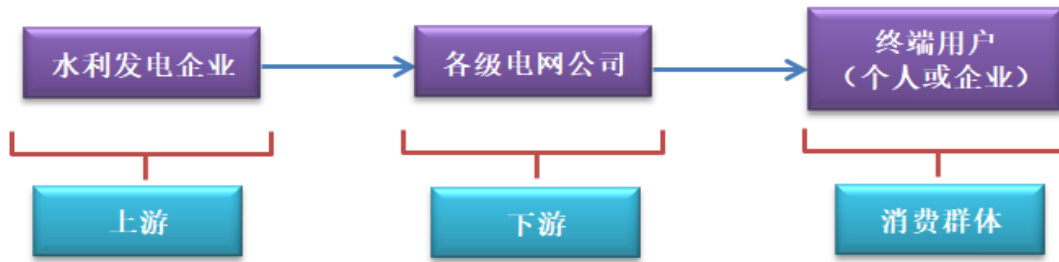 水利发电企业
各级电网公司
终端用户
（个人或企业）
上游
下游
消费群体